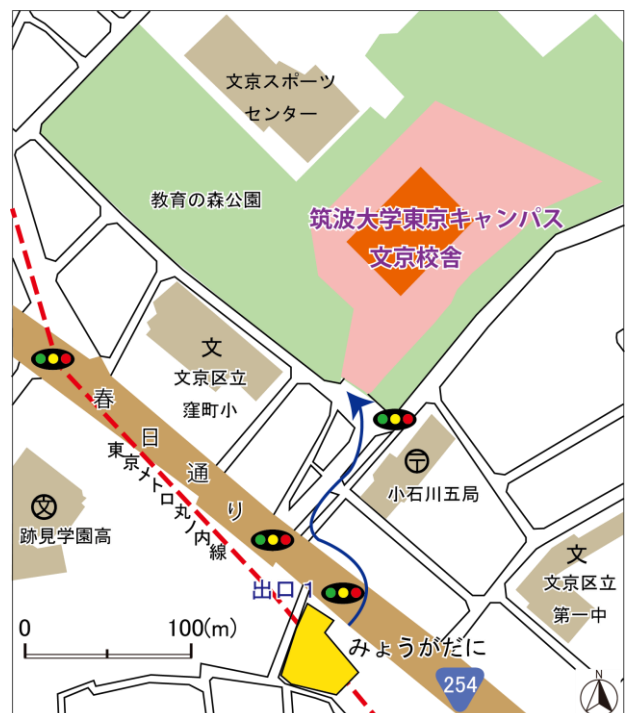 文京スポーツ
センター
教育の森公園
筑波大学東京キャンパス
文京校舎
文
文京区立
窪町小
春日通り
東京メトロ丸ノ内線
〒
小石川五局
文
跡見学園高
文
文京区立
第一中
出口1
みょうがだに
0
100(m)
254
N